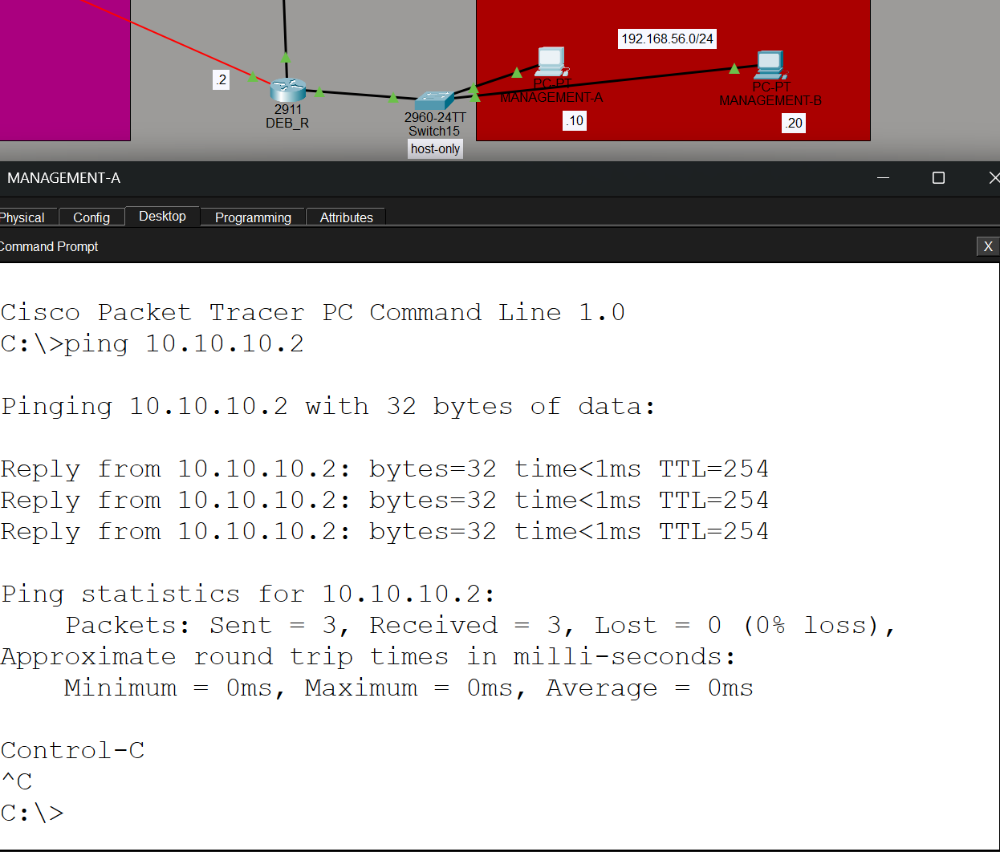 192.168.56.0/24
.2
PC-PT
MANAGEMENT-A
PC-PT
MANAGEMENT-B
2911
DEB_R
2960-24TT
Switch15
.10
.20
host-only
MANAGEMENT-A
Physical Config Desktop Programming Attributes
Command Prompt
X
Cisco Packet Tracer PC Command Line 1.0
C:\>ping 10.10.10.2
Pinging 10.10.10.2 with 32 bytes of data:
Reply from 10.10.10.2: bytes=32 time<1ms TTL=254
Reply from 10.10.10.2: bytes=32 time<1ms TTL=254
Reply from 10.10.10.2: bytes=32 time<1ms TTL=254
Ping statistics for 10.10.10.2:
Packets: Sent = 3, Received = 3, Lost = 0 (0% loss),
Approximate round trip times in milli-seconds:
Minimum = 0ms, Maximum = 0ms, Average = 0ms
Control-C
^C
C:\>